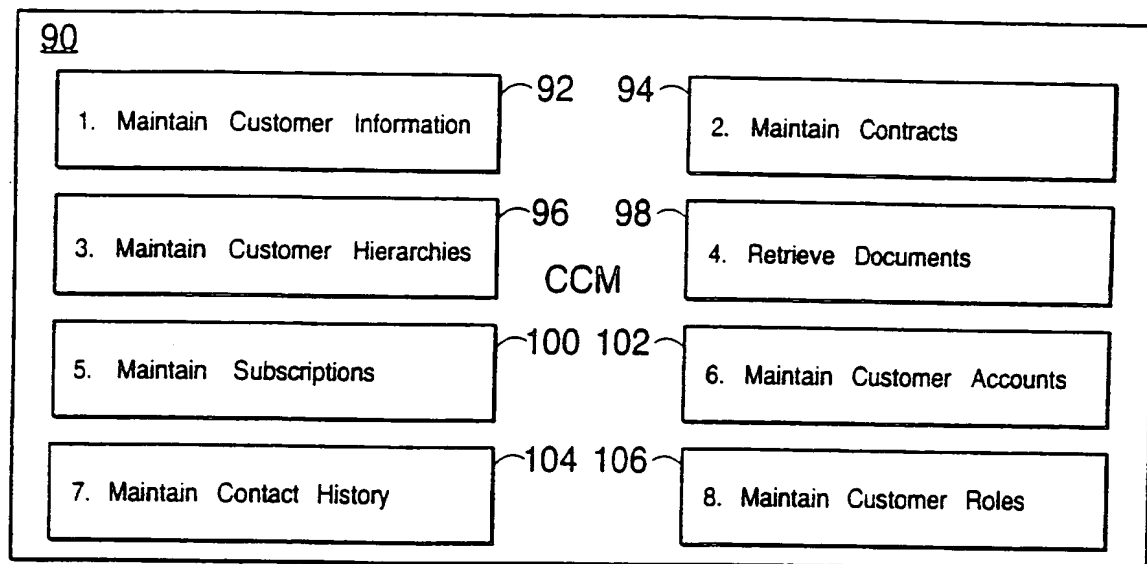 90
1. Maintain Customer Information
92
94
2. Maintain Contracts
3. Maintain Customer Hierarchies
96
98
4. Retrieve Documents
CCM
5. Maintain Subscriptions
100
102
6. Maintain Customer Accounts
7. Maintain Contact History
104
106
8. Maintain Customer Roles